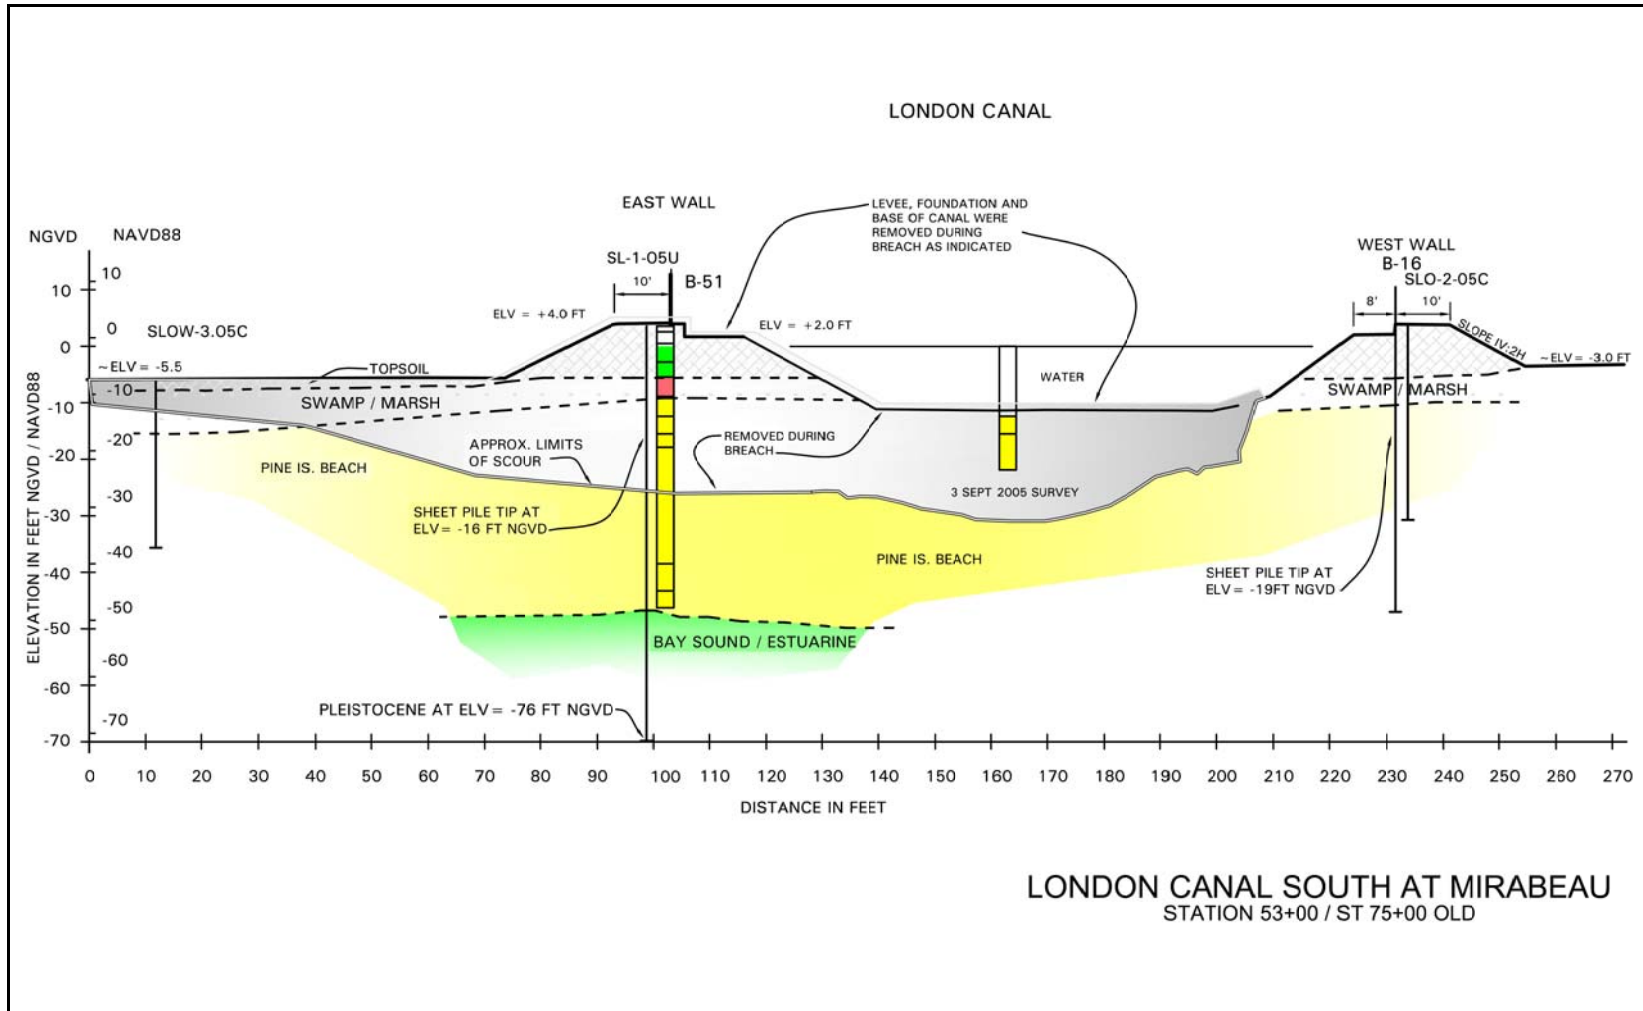 LONDON CANAL
EAST WALL
LEVEE, FOUNDATION AND
BASE OF CANAL WERE
REMOVED DURING
BREACH AS INDICATED
NGVD
NAVD88
WEST WALL
B-16
SL-1-05U
SLO-2-05C
10'
B-51
8'
10'
10
10
ELV = +4.0 FT
ELV = +2.0 FT
SLOPE IV:2H
0
SLOW-3.05C
0
~ELV = -5.5
TOPSOIL
WATER
~ELV = -3.0 FT
-10
SWAMP / MARSH
SWAMP / MARSH
-10
-20
APPROX. LIMITS
OF SCOUR
REMOVED DURING
BREACH
-20
PINE IS. BEACH
-30
3 SEPT 2005 SURVEY
-30
SHEET PILE TIP AT
ELV= -16 FT NGVD
-40
PINE IS. BEACH
-40
SHEET PILE TIP AT
ELV= -19FT NGVD
-50
-50
BAY SOUND / ESTUARINE
-60
-60
PLEISTOCENE AT ELV= -76 FT NGVD
-70
-70
ELEVATION IN FEET NGVD / NAVD88
0 10 20 30 40 50 60 70 80 90 100 110 120 130 140 150 160 170 180 190 200 210 220 230 240 250 260 270
DISTANCE IN FEET
LONDON CANAL SOUTH AT MIRABEAU
STATION 53+00 / ST 75+00 OLD